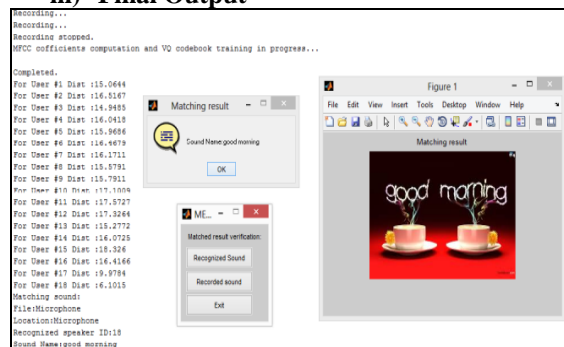 iii) Final Output
Recording...
Recording...
Recording stopped.
MFCC cofficients computation and VQ codebook training in progress...
Completed.
For User #1 Dist :15.0644
For User #2 Dist :16.5167
For User #3 Dist :14.9485
For User #4 Dist :16.0418
For User #5 Dist :15.9686
For User #6 Dist :16.4679
For User #7 Dist :16.1711
For User #8 Dist :15.5791
For User #9 Dist :15.7911
For User #10 Dist :17.1009
For User #11 Dist :17.5727
For User #12 Dist :17.3264
For User #13 Dist :15.2772
For User #14 Dist :16.0725
For User #15 Dist :18.326
For User #16 Dist :16.4166
For User #17 Dist :9.9784
For User #18 Dist :6.1015
Matching sound:
File:Microphone
Location:Microphone
Recognized speaker ID:18
Sound Name:good morning
Matching result
Sound Name:good morning
OK
ME...
Matched result verification:
Recognized Sound
Recorded sound
Exit
Figure 1
File Edit View Insert Tools Desktop Window Help
Matching result
good morning